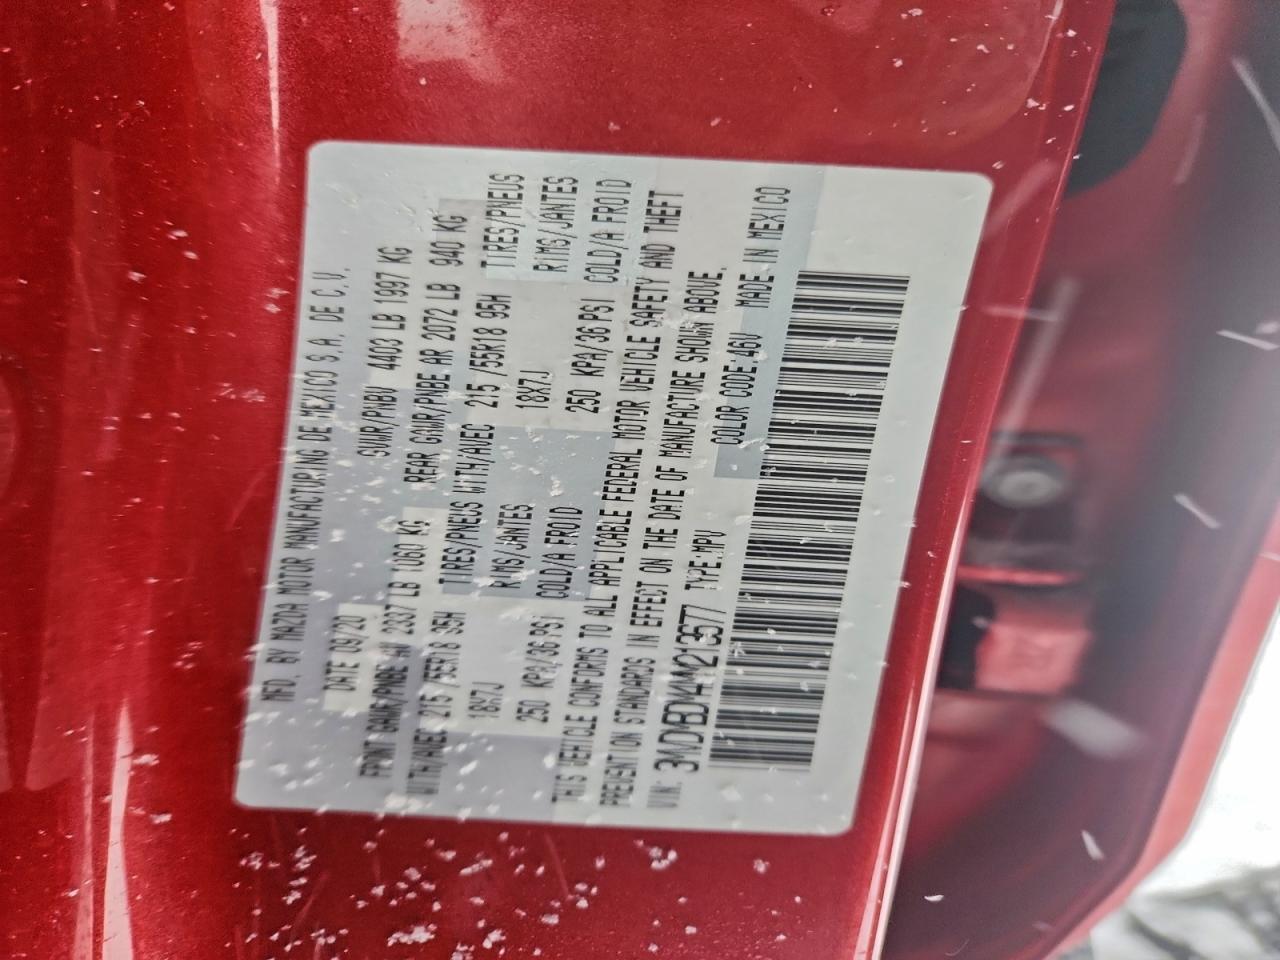 MFD. BY MAZDA MOTOR MANUFACTURING DE MEXICO S.A. DE C.V.,
DATE 09/20 GVWR/PNBV 4403 LB 1997 KG
FRONT GAWR/PNBE AV 2337 LB 1060 KG REAR GAWR/PNBE AR 2072 LB 940 KG
WITH/AVEC 215 /55R18 95H TIRES/PNEUS WITH/AVEC 215 /55R18 95H TIRES/PNEUS
18X7J RIMS/JANTES 18X7J RIMS/JANTES
250 KPA/36 PSI COLD/A FROID 250 KPA/36 PSI COLD/A FROID
THIS VEHICLE CONFORMS TO ALL APPLICABLE FEDERAL MOTOR VEHICLE SAFETY AND THEFT
PREVENTION STANDARDS IN EFFECT ON THE DATE OF MANUFACTURE SHOWN ABOVE.
VIN: TYPE:MPV COLOR CODE:46V MADE IN MEXICO